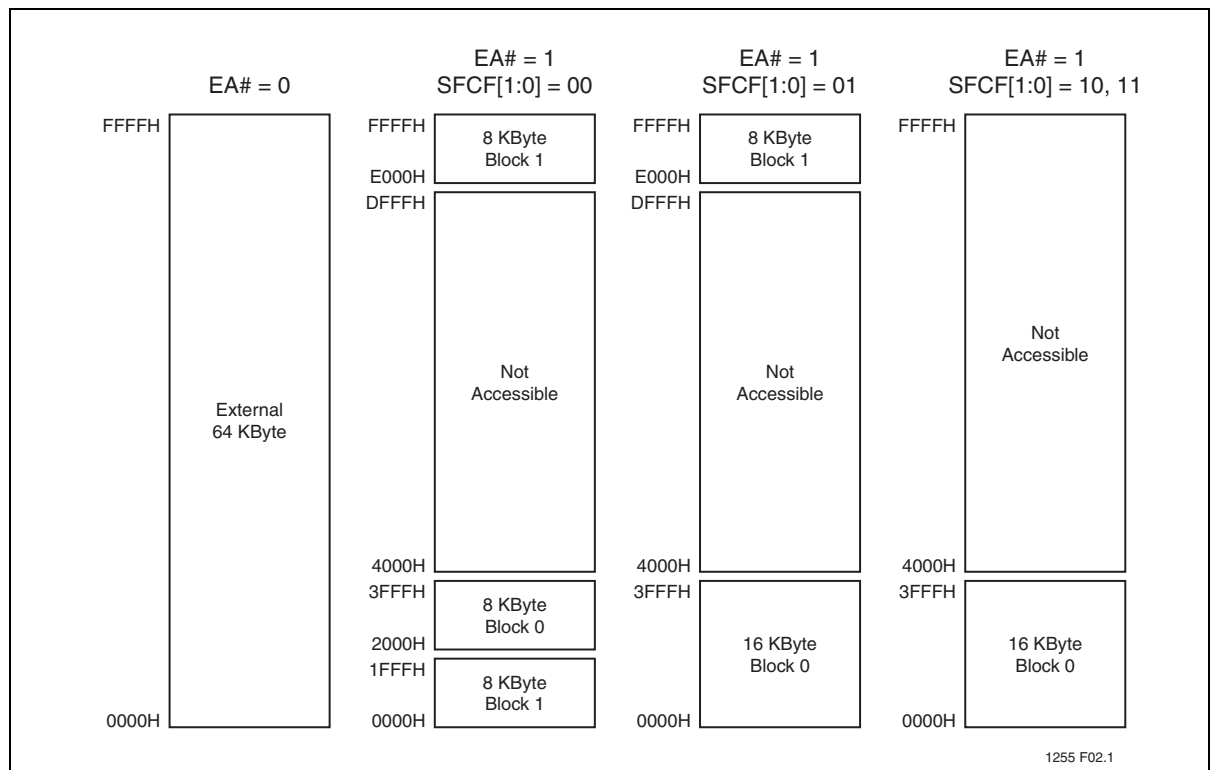 EA# = 0
FFFFH
External
64 KByte
0000H
EA# = 1
SFCF[1:0] = 00
FFFFH
8 KByte
Block 1
E000H
DFFFH
Not
Accessible
4000H
3FFFH
8 KByte
Block 0
2000H
1FFFH
8 KByte
Block 1
0000H
EA# = 1
SFCF[1:0] = 01
FFFFH
8 KByte
Block 1
E000H
DFFFH
Not
Accessible
4000H
3FFFH
16 KByte
Block 0
0000H
EA# = 1
SFCF[1:0] = 10, 11
FFFFH
Not
Accessible
4000H
3FFFH
16 KByte
Block 0
0000H
1255 F02.1